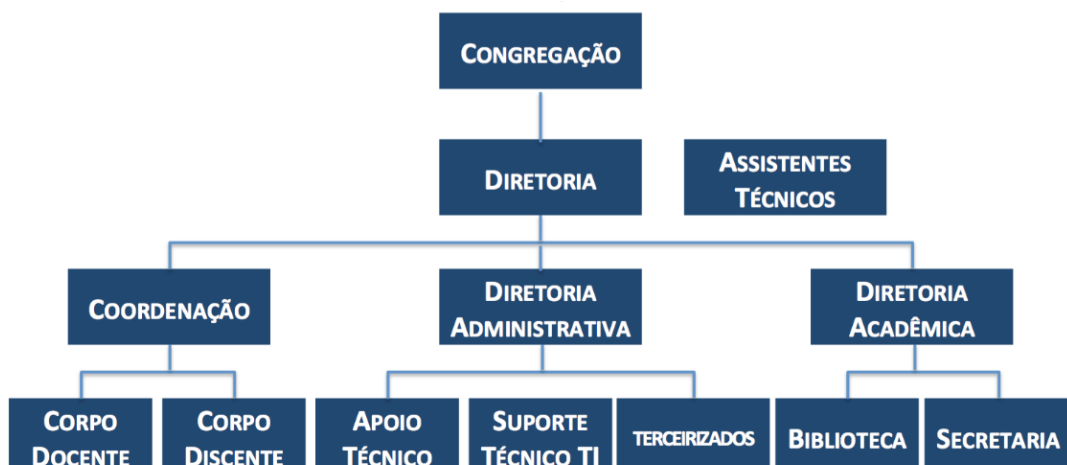 CONGREGAÇÃO
DIRETORIA
ASSISTENTES
TÉCNICOS
COORDENAÇÃO
DIRETORIA
ADMINISTRATIVA
DIRETORIA
ACADÊMICA
CORPO
DOCENTE
CORPO
DISCENTE
APOIO
TÉCNICO
SUPORTE
TÉCNICO TI
TERCEIRIZADOS
BIBLIOTECA
SECRETARIA